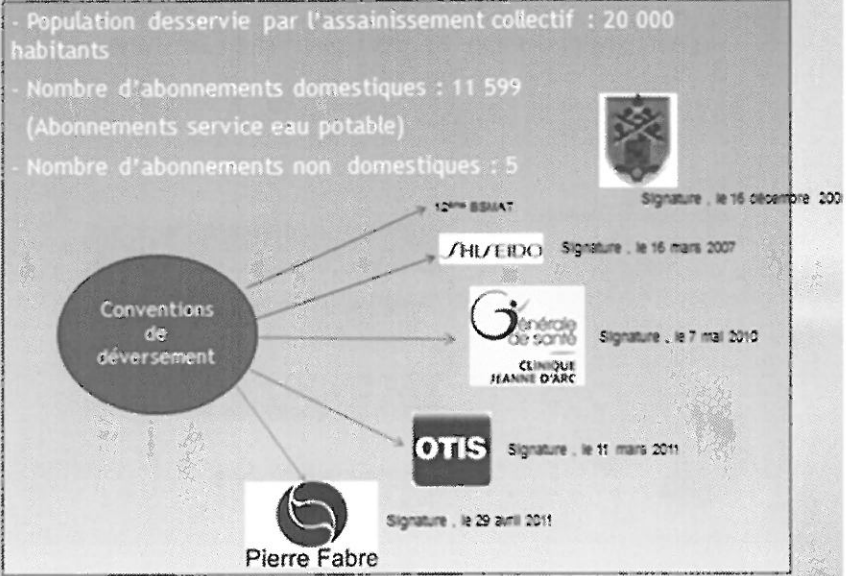 - Population desservie par l'assainissement collectif : 20 000
habitants
- Nombre d'abonnements domestiques : 11 599
(Abonnements service eau potable)
- Nombre d'abonnements non domestiques : 5
12ème BSMAT
Signature , le 16 décembre 200
SHISEIDO
Signature , le 16 mars 2007
Conventions
de
déversement
Générale
de santé
CLINIQUE
JEANNE D'ARC
Signature , le 7 mai 2010
OTIS
Signature , le 11 mars 2011
Pierre Fabre
Signature , le 29 avril 2011